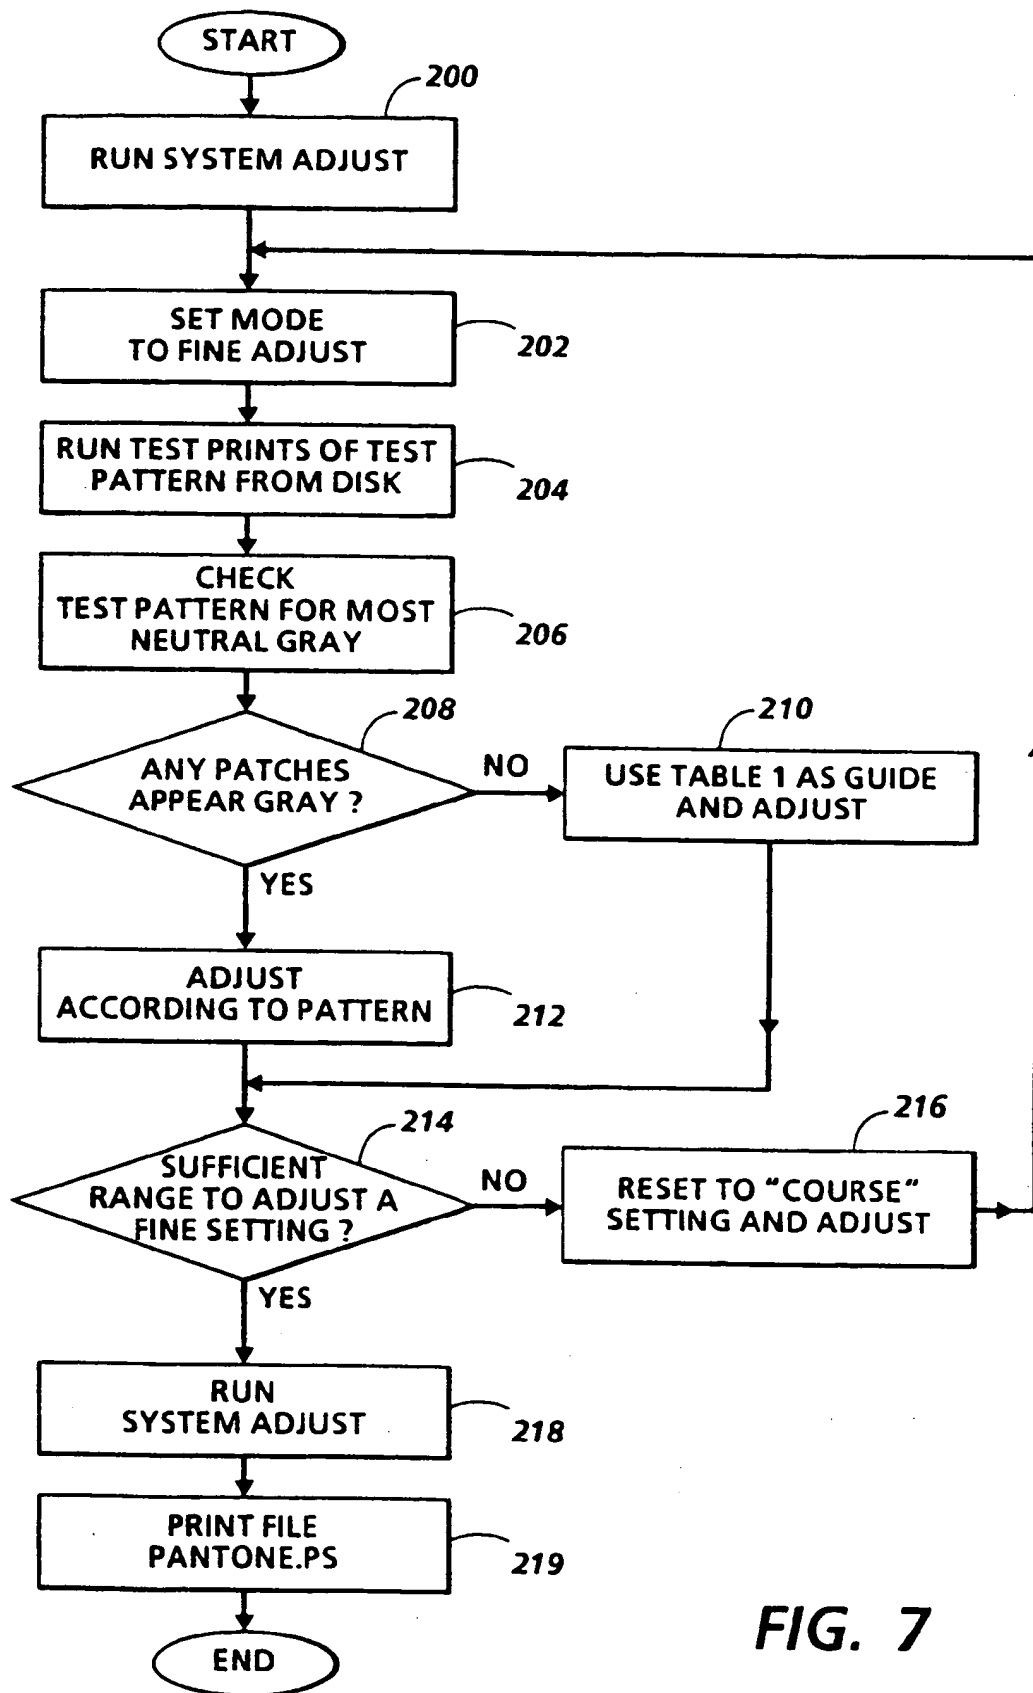 START
200
RUN SYSTEM ADJUST
SET MODE
TO FINE ADJUST
202
RUN TEST PRINTS OF TEST
PATTERN FROM DISK
204
CHECK
TEST PATTERN FOR MOST
NEUTRAL GRAY
206
208
ANY PATCHES
APPEAR GRAY ?
NO
210
USE TABLE 1 AS GUIDE
AND ADJUST
YES
ADJUST
ACCORDING TO PATTERN
212
214
SUFFICIENT
RANGE TO ADJUST A
FINE SETTING ?
NO
216
RESET TO "COURSE"
SETTING AND ADJUST
YES
RUN
SYSTEM ADJUST
218
PRINT FILE
PANTONE.PS
219
END
FIG. 7